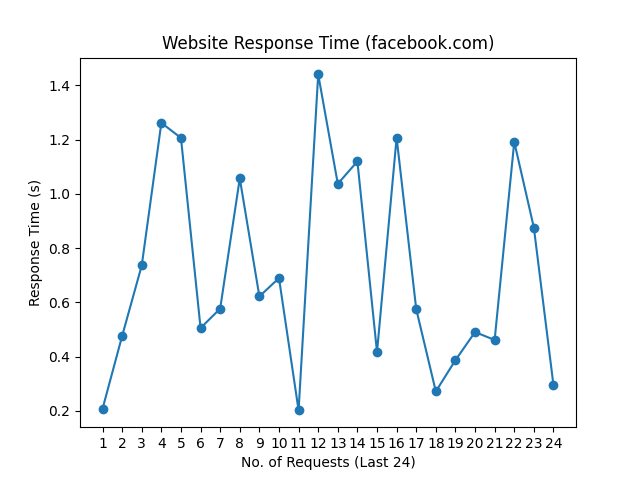 Website Response Time (facebook.com)
Response Time (s)
1.4
1.2
1.0
0.8
0.6
0.4
0.2
1 2 3 4 5 6 7 8 9 10 11 12 13 14 15 16 17 18 19 20 21 22 23 24
No. of Requests (Last 24)